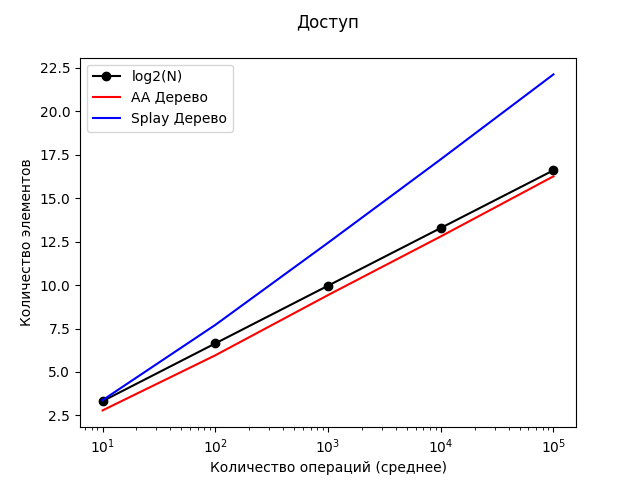 Доступ
log2(N)
AA Дерево
Splay Дерево
Количество элементов
22.5
20.0
17.5
15.0
12.5
10.0
7.5
5.0
2.5
10¹ 10² 10³ 10⁴ 10⁵
Количество операций (среднее)